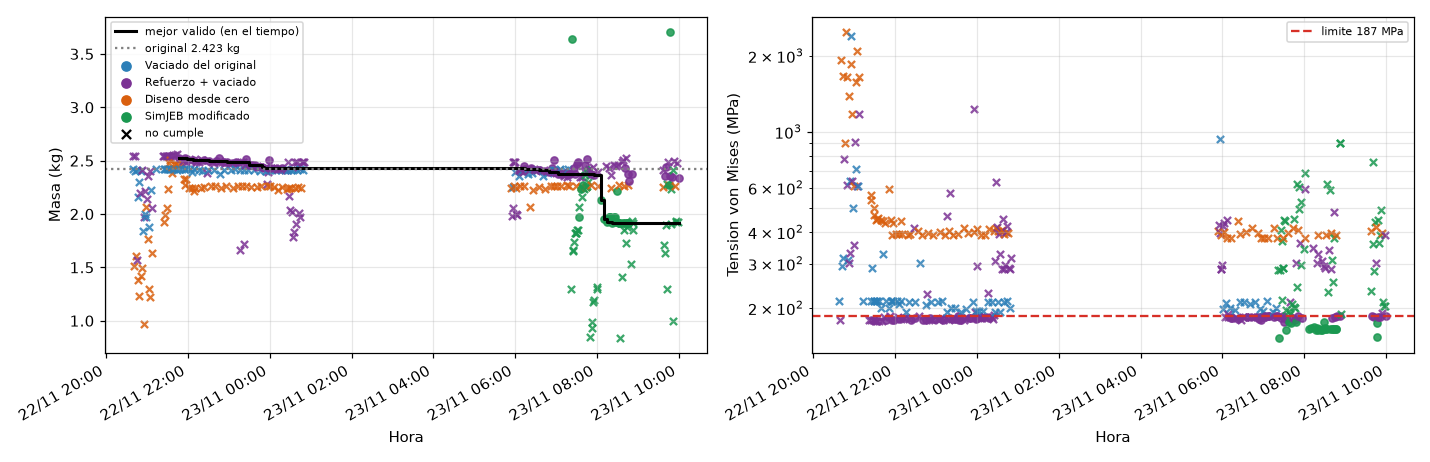 3.5
3.0
2.5
2.0
1.5
1.0
Masa (kg)
mejor valido (en el tiempo)
original 2.423 kg
Vaciado del original
Refuerzo + vaciado
Diseno desde cero
SimJEB modificado
no cumple
22/11 20:00
22/11 22:00
23/11 00:00
23/11 02:00
23/11 04:00
23/11 06:00
23/11 08:00
23/11 10:00
Hora
2 × 10³
10³
6 × 10²
4 × 10²
3 × 10²
2 × 10²
Tension von Mises (MPa)
limite 187 MPa
22/11 20:00
22/11 22:00
23/11 00:00
23/11 02:00
23/11 04:00
23/11 06:00
23/11 08:00
23/11 10:00
Hora